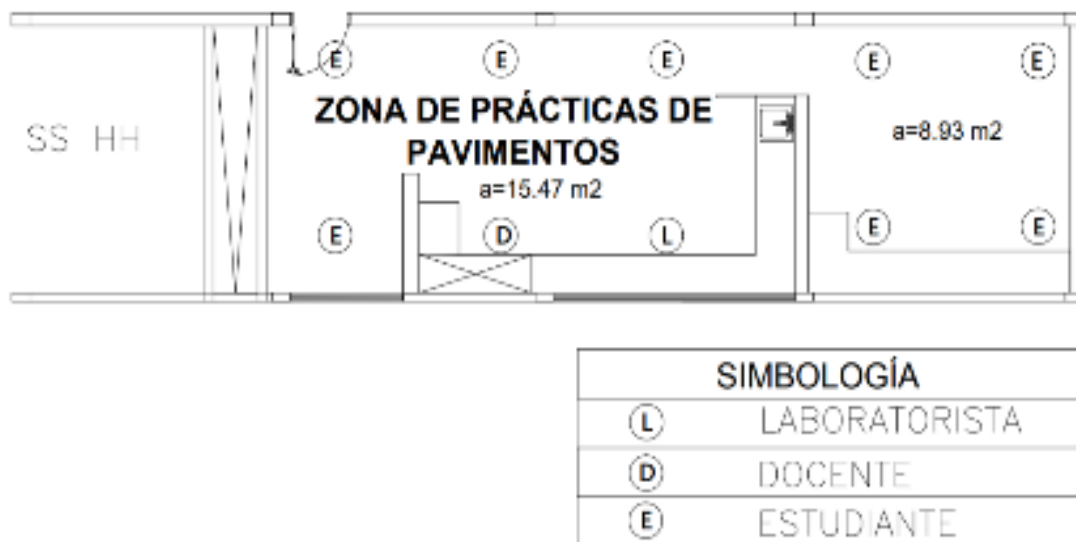 E E E E E
ZONA DE PRÁCTICAS DE
PAVIMENTOS
SS HH
a=8.93 m2
a=15.47 m2
E D L E E
SIMBOLOGÍA
L LABORATORISTA
D DOCENTE
E ESTUDIANTE